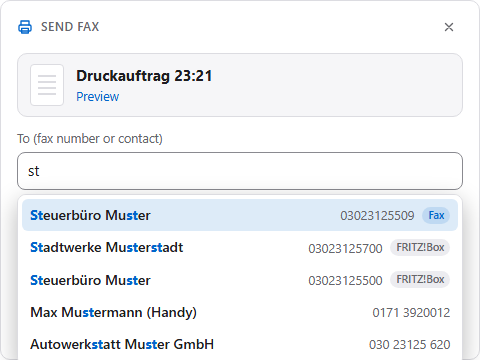 SEND FAX
Druckauftrag 23:21
Preview
To (fax number or contact)
st
Steuerbüro Muster 03023125509 Fax
Stadtwerke Musterstadt 03023125700 FRITZ!Box
Steuerbüro Muster 03023125500 FRITZ!Box
Max Mustermann (Handy) 0171 3920012
Autowerkstatt Muster GmbH 030 23125 620